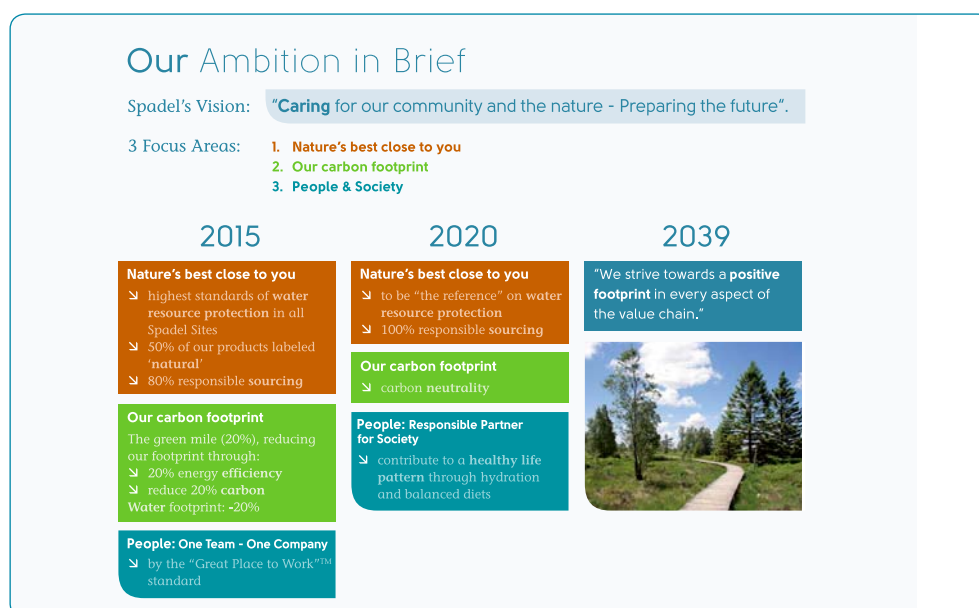 Our Ambition in Brief
Spadel's Vision: "Caring for our community and the nature - Preparing the future".
3 Focus Areas:
1. Nature's best close to you
2. Our carbon footprint
3. People & Society
2015
Nature's best close to you
↘ highest standards of water
resource protection in all
Spadel Sites
↘ 50% of our products labeled
'natural'
↘ 80% responsible sourcing
Our carbon footprint
The green mile (20%), reducing
our footprint through:
↘ 20% energy efficiency
↘ reduce 20% carbon
Water footprint: -20%
People: One Team - One Company
↘ by the "Great Place to Work"™
standard
2020
Nature's best close to you
↘ to be "the reference" on water
resource protection
↘ 100% responsible sourcing
Our carbon footprint
↘ carbon neutrality
People: Responsible Partner
for Society
↘ contribute to a healthy life
pattern through hydration
and balanced diets
2039
"We strive towards a positive
footprint in every aspect of
the value chain."